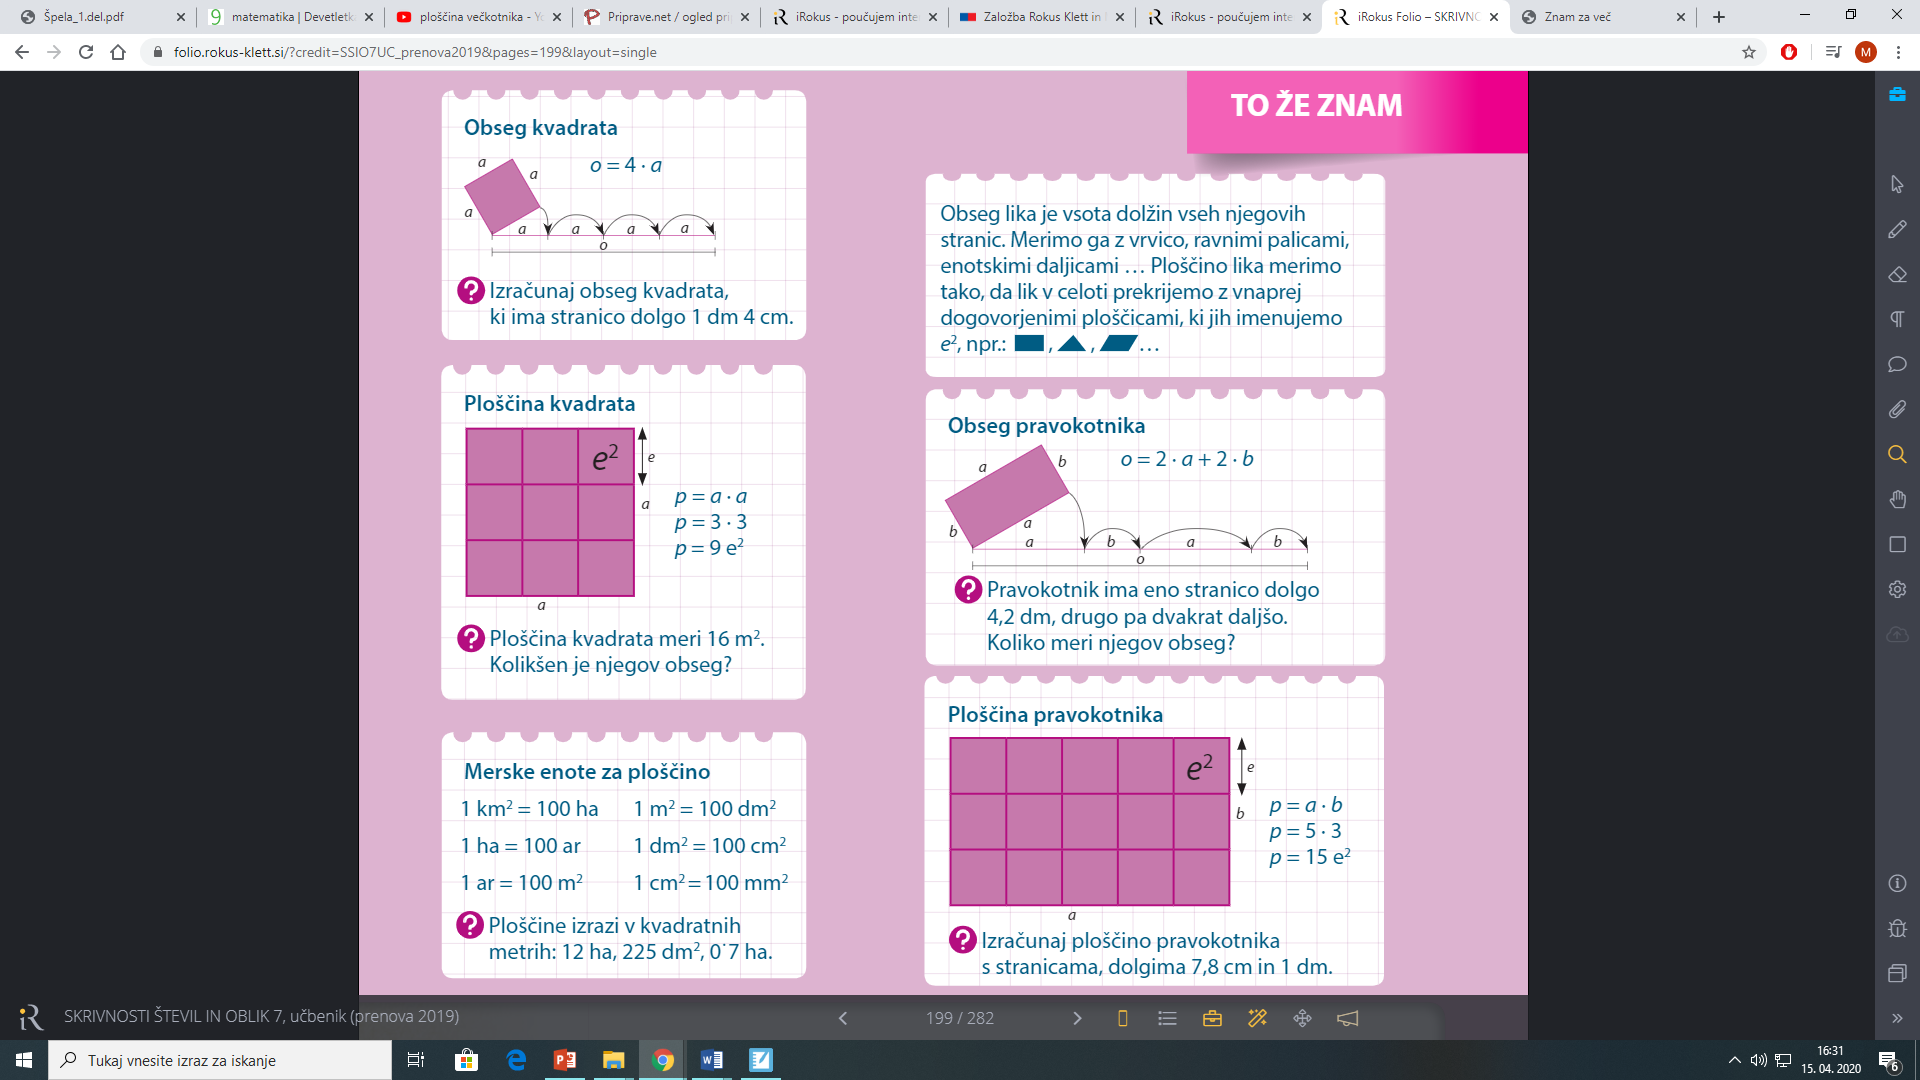 Špela_1.del.pdf
matematika | Devetletk
ploščina večkotnika - Yo
Priprave.net / ogled pri
iRokus - poučujem inte
Založba Rokus Klett in
iRokus - poučujem inte
iRokus Folio – SKRIVNO
Znam za več
folio.rokus-klett.si/?credit=SSIO7UC_prenova2019&pages=199&layout=single
M
TO ŽE ZNAM
Obseg kvadrata
o = 4 · a
a
a
a
a a a a
o
Izračunaj obseg kvadrata,
ki ima stranico dolgo 1 dm 4 cm.
Ploščina kvadrata
e²
e
a
p = a · a
p = 3 · 3
p = 9 e²
a
Ploščina kvadrata meri 16 m².
Kolikšen je njegov obseg?
Merske enote za ploščino
1 km² = 100 ha 1 m² = 100 dm²
1 ha = 100 ar 1 dm² = 100 cm²
1 ar = 100 m² 1 cm² = 100 mm²
Ploščine izrazi v kvadratnih
metrih: 12 ha, 225 dm², 0˙7 ha.
Obseg lika je vsota dolžin vseh njegovih
stranic. Merimo ga z vrvico, ravnimi palicami,
enotskimi daljicami … Ploščino lika merimo
tako, da lik v celoti prekrijemo z vnaprej
dogovorjenimi ploščicami, ki jih imenujemo
e², npr.: , , …
Obseg pravokotnika
o = 2 · a + 2 · b
a
b
b
a
a b a b
o
Pravokotnik ima eno stranico dolgo
4,2 dm, drugo pa dvakrat daljšo.
Koliko meri njegov obseg?
Ploščina pravokotnika
e²
e
b
p = a · b
p = 5 · 3
p = 15 e²
a
Izračunaj ploščino pravokotnika
s stranicama, dolgima 7,8 cm in 1 dm.
iR SKRIVNOSTI ŠTEVIL IN OBLIK 7, učbenik (prenova 2019)
199 / 282
Tukaj vnesite izraz za iskanje
16:31
15. 04. 2020
6